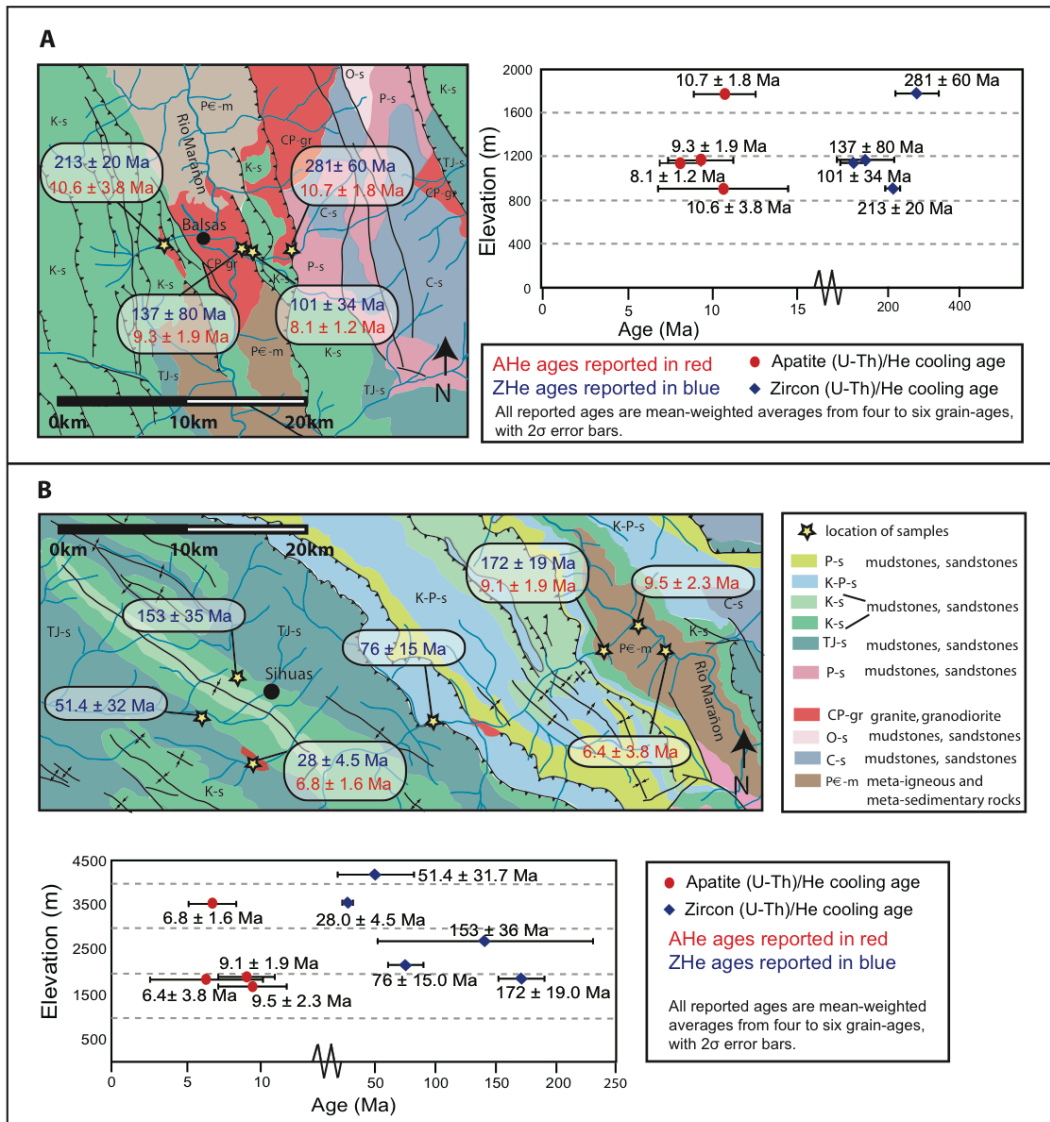 A
O-s
K-s
P-s
K-s
P€-m
Rio Marañon
CP-gr
K-s
TJ-s
CP-gr
213 ± 20 Ma
10.6 ± 3.8 Ma
281± 60 Ma
10.7 ± 1.8 Ma
C-s
Balsas
K-s
CP-gr
K-s
P-s
C-s
K-s
137 ± 80 Ma
9.3 ± 1.9 Ma
101 ± 34 Ma
8.1 ± 1.2 Ma
P€-m
K-s
TJ-s
TJ-s
N
0km
10km
20km
2000
1600
1200
800
400
0
Elevation (m)
10.7 ± 1.8 Ma
281 ± 60 Ma
9.3 ± 1.9 Ma
137 ± 80 Ma
8.1 ± 1.2 Ma
101 ± 34 Ma
10.6 ± 3.8 Ma
213 ± 20 Ma
0
5
10
15
200
400
Age (Ma)
AHe ages reported in red
Apatite (U-Th)/He cooling age
ZHe ages reported in blue
Zircon (U-Th)/He cooling age
All reported ages are mean-weighted averages from four to six grain-ages,
with 2σ error bars.
B
0km
10km
20km
K-P-s
K-P-s
K-s
C-s
172 ± 19 Ma
9.1 ± 1.9 Ma
9.5 ± 2.3 Ma
153 ± 35 Ma
TJ-s
76 ± 15 Ma
K-s
P€-m
Sihuas
Rio Marañon
51.4 ± 32 Ma
28 ± 4.5 Ma
6.8 ± 1.6 Ma
6.4 ± 3.8 Ma
K-s
N
location of samples
P-s mudstones, sandstones
K-P-s
K-s mudstones, sandstones
K-s
TJ-s mudstones, sandstones
P-s mudstones, sandstones
CP-gr granite, granodiorite
O-s mudstones, sandstones
C-s mudstones, sandstones
P€-m meta-igneous and
meta-sedimentary rocks
4500
3500
2500
1500
500
Elevation (m)
51.4 ± 31.7 Ma
6.8 ± 1.6 Ma
28.0 ± 4.5 Ma
153 ± 36 Ma
9.1 ± 1.9 Ma
76 ± 15.0 Ma
6.4± 3.8 Ma
9.5 ± 2.3 Ma
172 ± 19.0 Ma
0
5
10
50
100
150
200
250
Age (Ma)
Apatite (U-Th)/He cooling age
Zircon (U-Th)/He cooling age
AHe ages reported in red
ZHe ages reported in blue
All reported ages are mean-weighted
averages from four to six grain-ages,
with 2σ error bars.